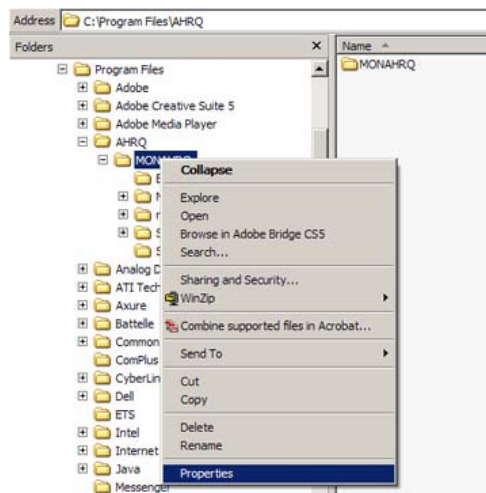 Address C:\Program Files\AHRQ
Folders
Name
Program Files
MONAHRQ
Adobe
Adobe Creative Suite 5
Adobe Media Player
AHRQ
Collapse
Explore
Open
Browse in Adobe Bridge CS5
Search...
Analog D
Sharing and Security...
ATI Tech
WinZip
Axure
Battelle
Combine supported files in Acrobat...
Common
ComPlus
Send To
CyberLin
Cut
Dell
Copy
ETS
Delete
Intel
Rename
Internet
Java
Properties
Messenger